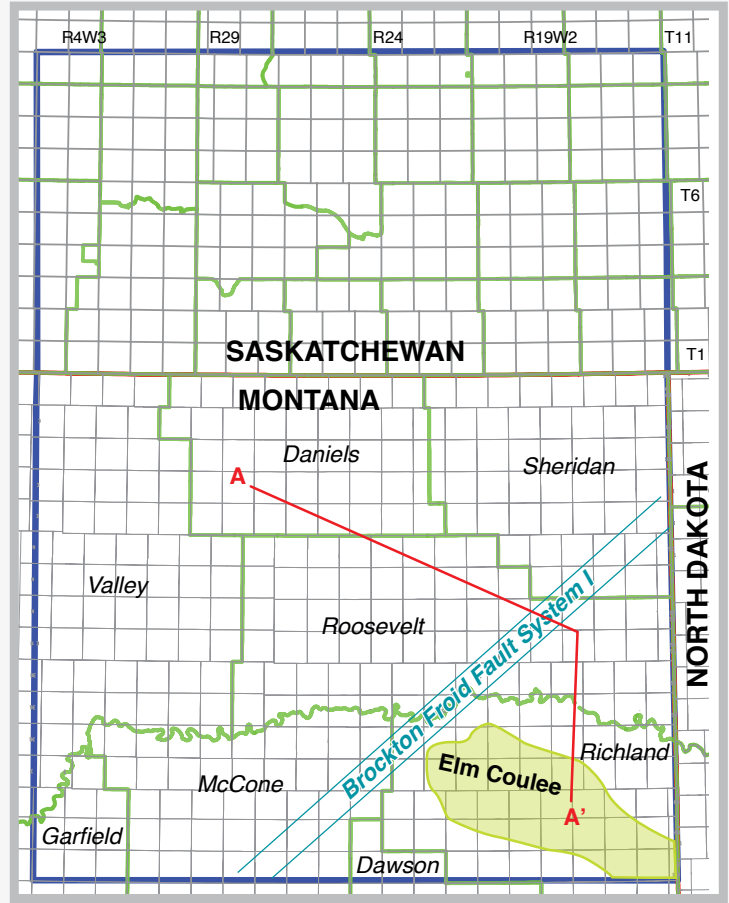 R4W3 R29 R24 R19W2 T11
T6
T1
SASKATCHEWAN
MONTANA
Daniels
Sheridan
A
NORTH DAKOTA
Valley
Roosevelt
Brockton Froid Fault System I
Richland
Elm Coulee
McCone
A’
Garfield
Dawson